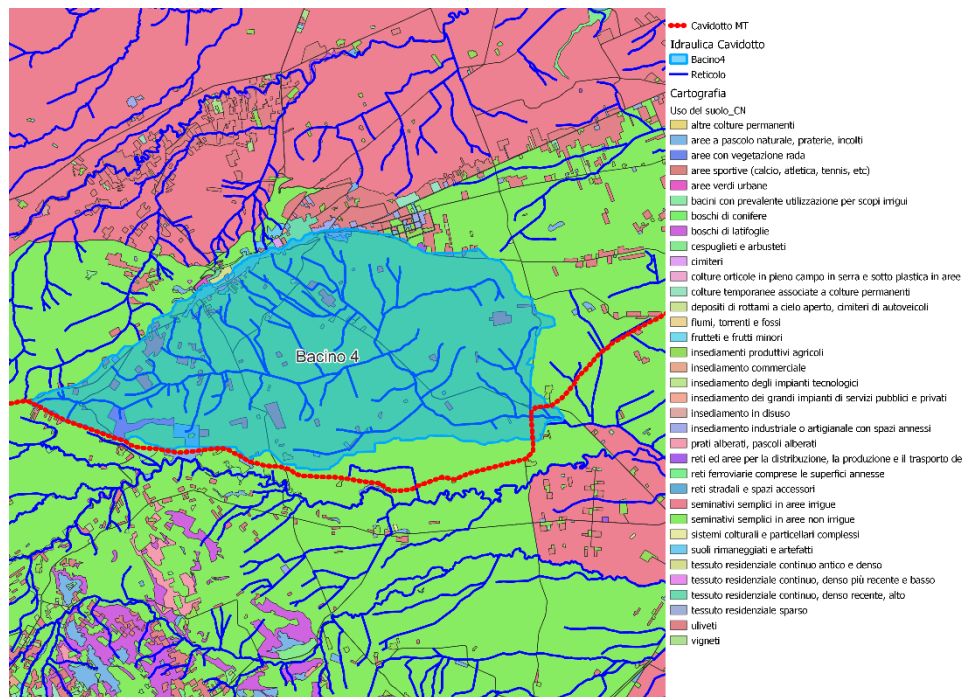 Cavidotto MT
Idraulica Cavidotto
Bacino4
Reticolo
Cartografia
Uso del suolo_CN
altre colture permanenti
aree a pascolo naturale, praterie, incolti
aree con vegetazione rada
aree sportive (calcio, atletica, tennis, etc)
aree verdi urbane
bacini con prevalente utilizzazione per scopi irrigui
boschi di conifere
boschi di latifoglie
cespuglieti e arbusteti
cimiteri
colture orticole in pieno campo in serra e sotto plastica in aree
colture temporanee associate a colture permanenti
depositi di rottami a cielo aperto, cimiteri di autoveicoli
fiumi, torrenti e fossi
frutteti e frutti minori
insediamenti produttivi agricoli
insediamento commerciale
insediamento degli impianti tecnologici
insediamento dei grandi impianti di servizi pubblici e privati
insediamento in disuso
insediamento industriale o artigianale con spazi annessi
prati alberati, pascoli alberati
reti ed aree per la distribuzione, la produzione e il trasporto de
reti ferroviarie comprese le superfici annesse
reti stradali e spazi accessori
seminativi semplici in aree irrigue
seminativi semplici in aree non irrigue
sistemi colturali e particellari complessi
suoli rimaneggiati e artefatti
tessuto residenziale continuo antico e denso
tessuto residenziale continuo, denso più recente e basso
tessuto residenziale continuo, denso recente, alto
tessuto residenziale sparso
uliveti
vigneti
Bacino 4